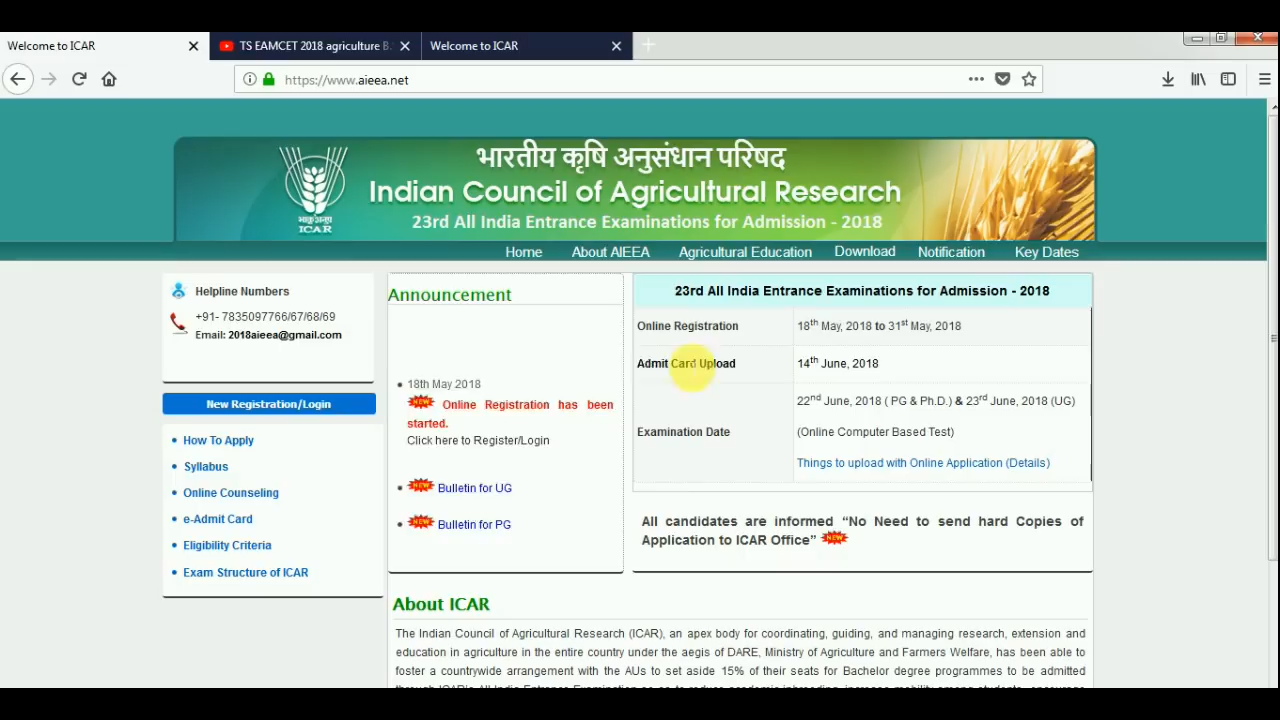 Welcome to ICAR
TS EAMCET 2018 agriculture B.
Welcome to ICAR
https://www.aieea.net
भारतीय कृषि अनुसंधान परिषद
Indian Council of Agricultural Research
23rd All India Entrance Examinations for Admission - 2018
भाकृअनुप
ICAR
Home About AIEEA Agricultural Education Download Notification Key Dates
Helpline Numbers
+91- 7835097766/67/68/69
Email: 2018aieea@gmail.com
New Registration/Login
How To Apply
Syllabus
Online Counseling
e-Admit Card
Eligibility Criteria
Exam Structure of ICAR
Announcement
18th May 2018
NEW Online Registration has been
started.
Click here to Register/Login
NEW Bulletin for UG
NEW Bulletin for PG
23rd All India Entrance Examinations for Admission - 2018
Online Registration 18th May, 2018 to 31st May, 2018
Admit Card Upload 14th June, 2018
22nd June, 2018 ( PG & Ph.D.) & 23rd June, 2018 (UG)
Examination Date (Online Computer Based Test)
Things to upload with Online Application (Details)
All candidates are informed “No Need to send hard Copies of
Application to ICAR Office” NEW
About ICAR
The Indian Council of Agricultural Research (ICAR), an apex body for coordinating, guiding, and managing research, extension and
education in agriculture in the entire country under the aegis of DARE, Ministry of Agriculture and Farmers Welfare, has been able to
foster a countrywide arrangement with the AUs to set aside 15% of their seats for Bachelor degree programmes to be admitted